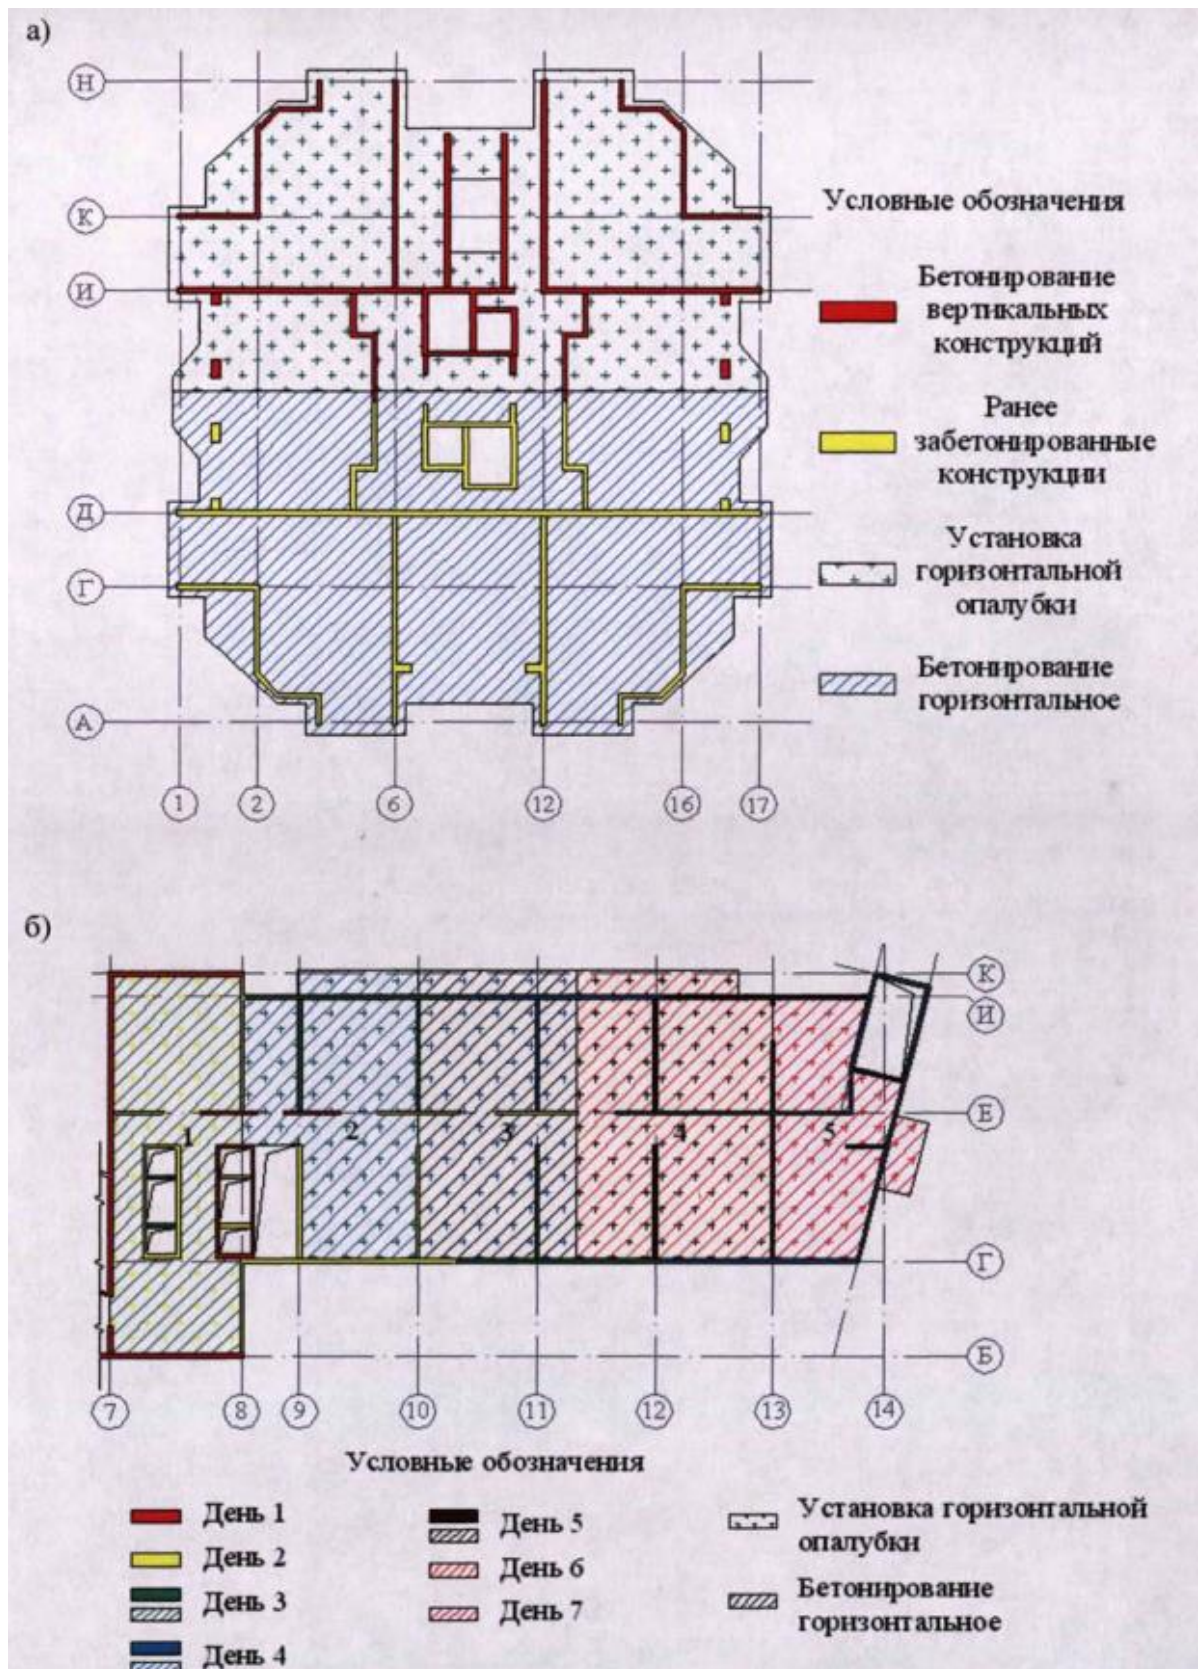 а)
Н
К
И
Д
Г
А
1 2 6 12 16 17
Условные обозначения
Бетонирование
вертикальных
конструкций
Ранее
забетонированные
конструкции
Установка
горизонтальной
опалубки
Бетонирование
горизонтальное
б)
К
И
Е
1 2 3 4 5
Г
Б
7 8 9 10 11 12 13 14
Условные обозначения
День 1
День 2
День 3
День 4
День 5
День 6
День 7
Установка горизонтальной
опалубки
Бетонирование
горизонтальное